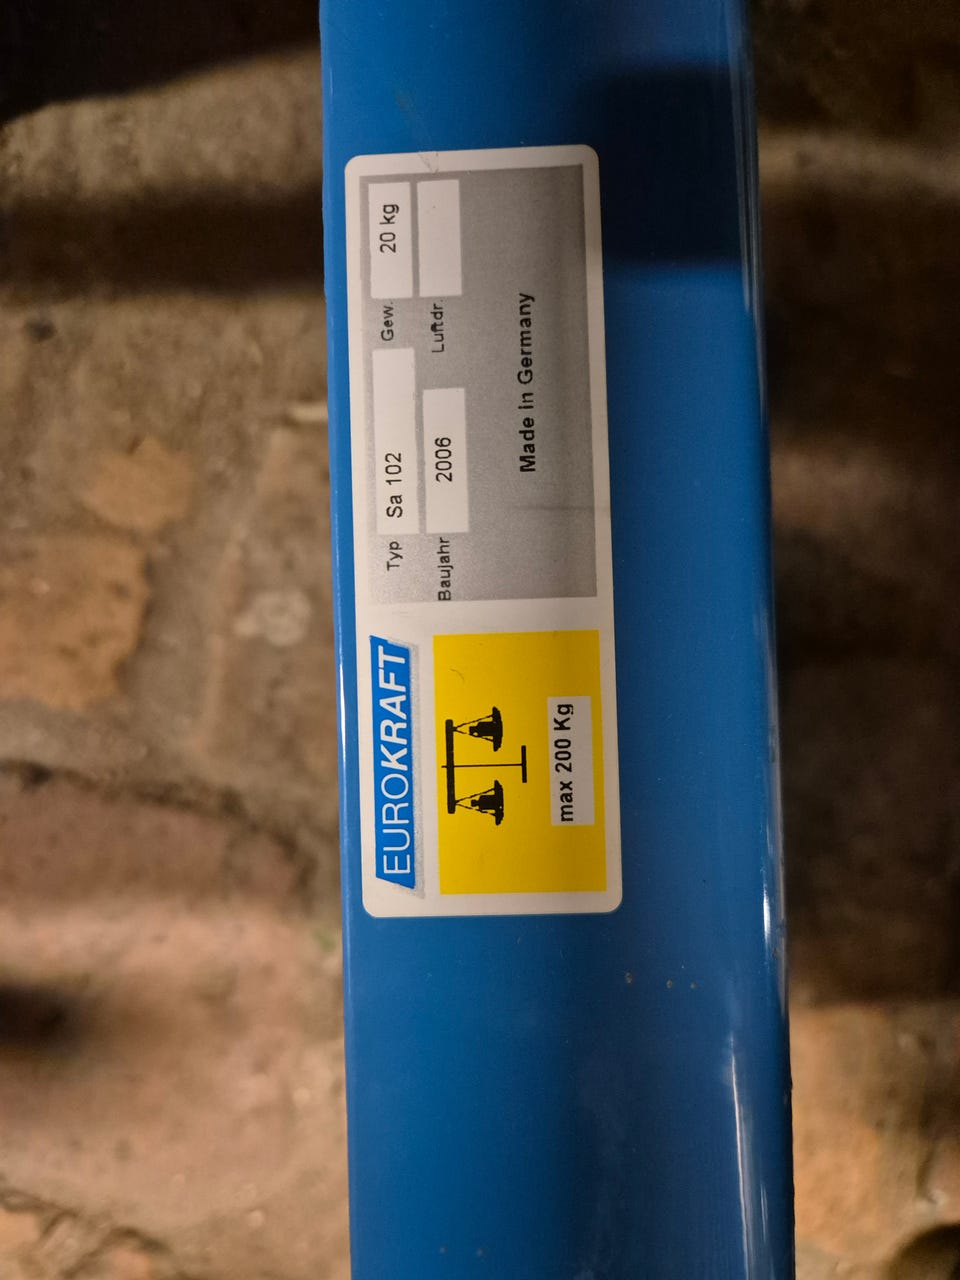 EUROKRAFT
max 200 Kg
Typ Sa 102 Gew. 20 kg
Baujahr 2006 Luftdr.
Made in Germany